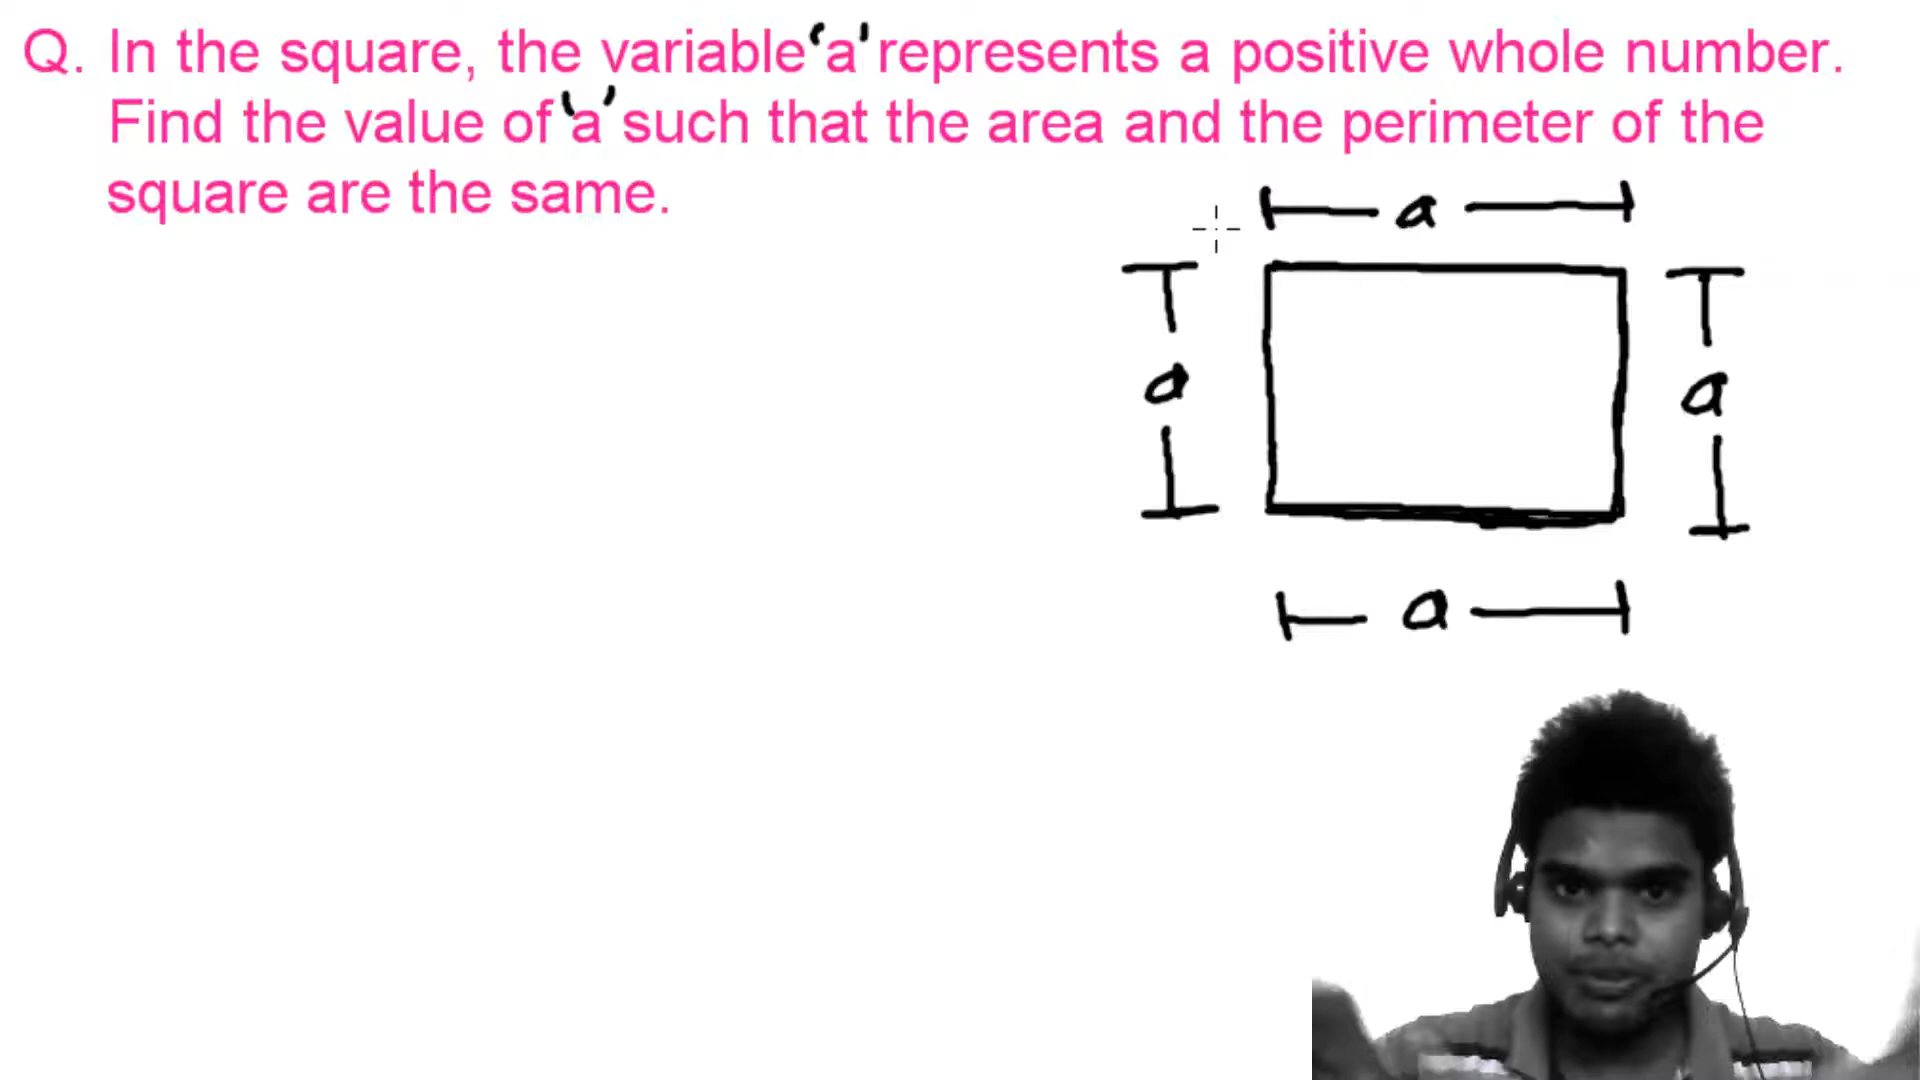 Q. In the square, the variable 'a' represents a positive whole number.
Find the value of 'a' such that the area and the perimeter of the
square are the same.
a
a
a
a